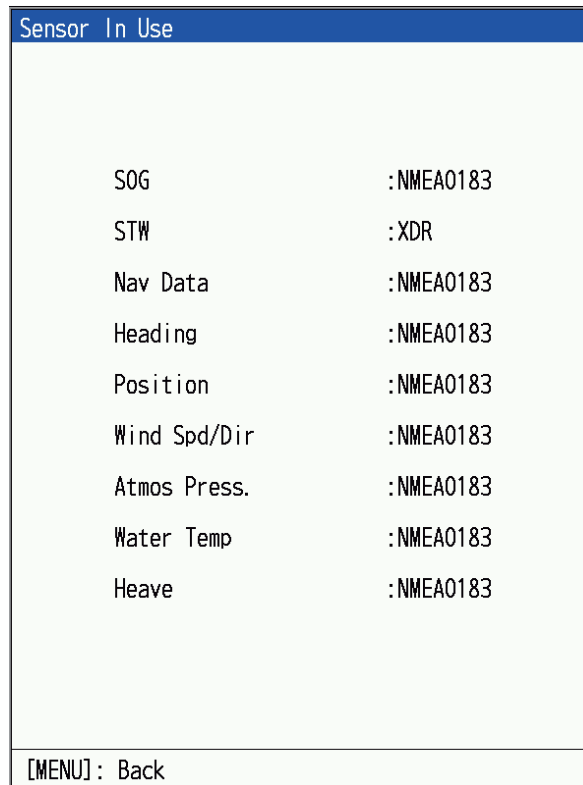 Sensor In Use
SOG :NMEA0183
STW :XDR
Nav Data :NMEA0183
Heading :NMEA0183
Position :NMEA0183
Wind Spd/Dir :NMEA0183
Atmos Press. :NMEA0183
Water Temp :NMEA0183
Heave :NMEA0183
[MENU]: Back